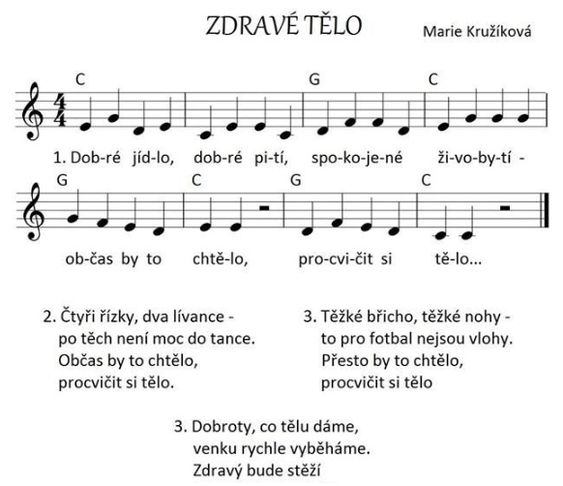 ZDRAVÉ TĚLO
Marie Kružíková
C G C
4
4
1. Dob-ré jíd-lo, dob-ré pi-tí, spo-ko-je-né ži-vo-by-tí -
G C G C
ob-čas by to chtě-lo, pro-cvi-čit si tě-lo...
2. Čtyři řízky, dva lívance -
po těch není moc do tance.
Občas by to chtělo,
procvičit si tělo.
3. Těžké břicho, těžké nohy -
to pro fotbal nejsou vlohy.
Přesto by to chtělo,
procvičit si tělo
3. Dobroty, co tělu dáme,
venku rychle vyběháme.
Zdravý bude stěží